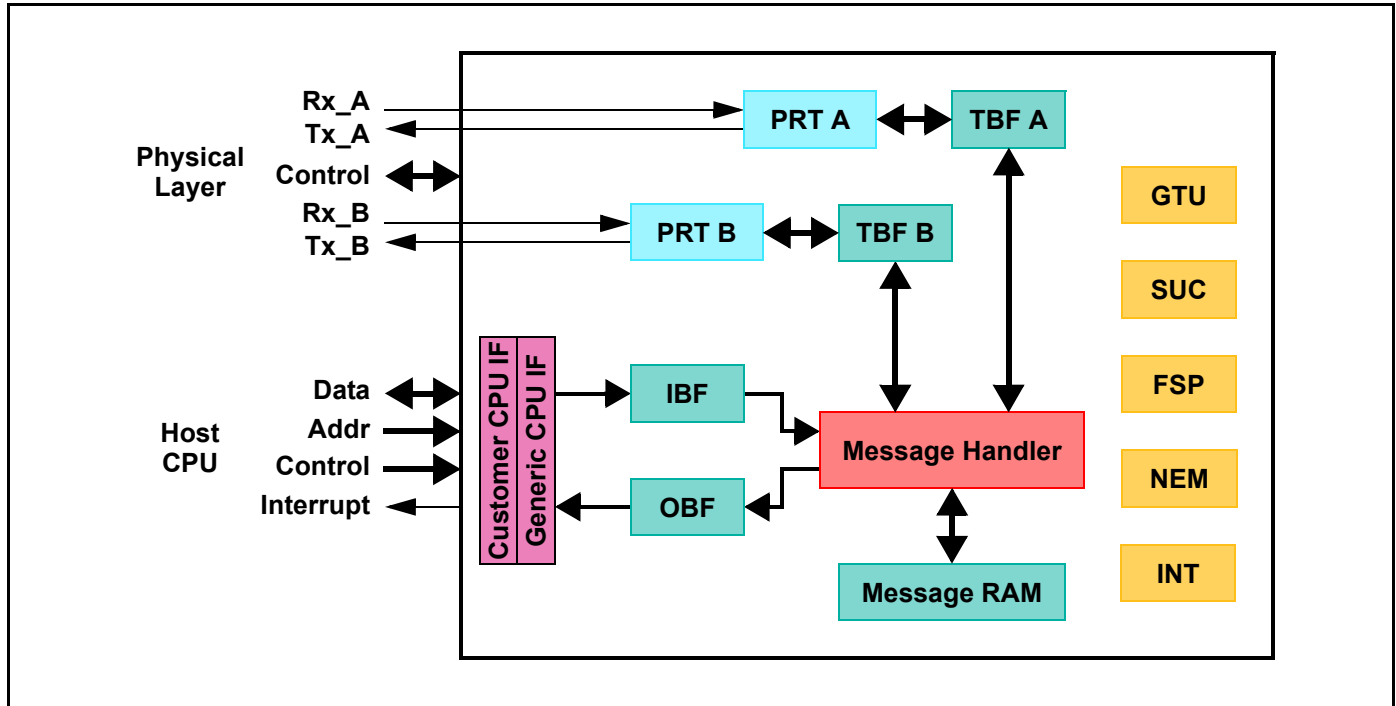 Rx_A
Tx_A
Physical
Layer
Control
Rx_B
Tx_B
PRT A
TBF A
PRT B
TBF B
GTU
SUC
FSP
NEM
INT
Host
CPU
Data
Addr
Control
Interrupt
Customer CPU IF
Generic CPU IF
IBF
OBF
Message Handler
Message RAM